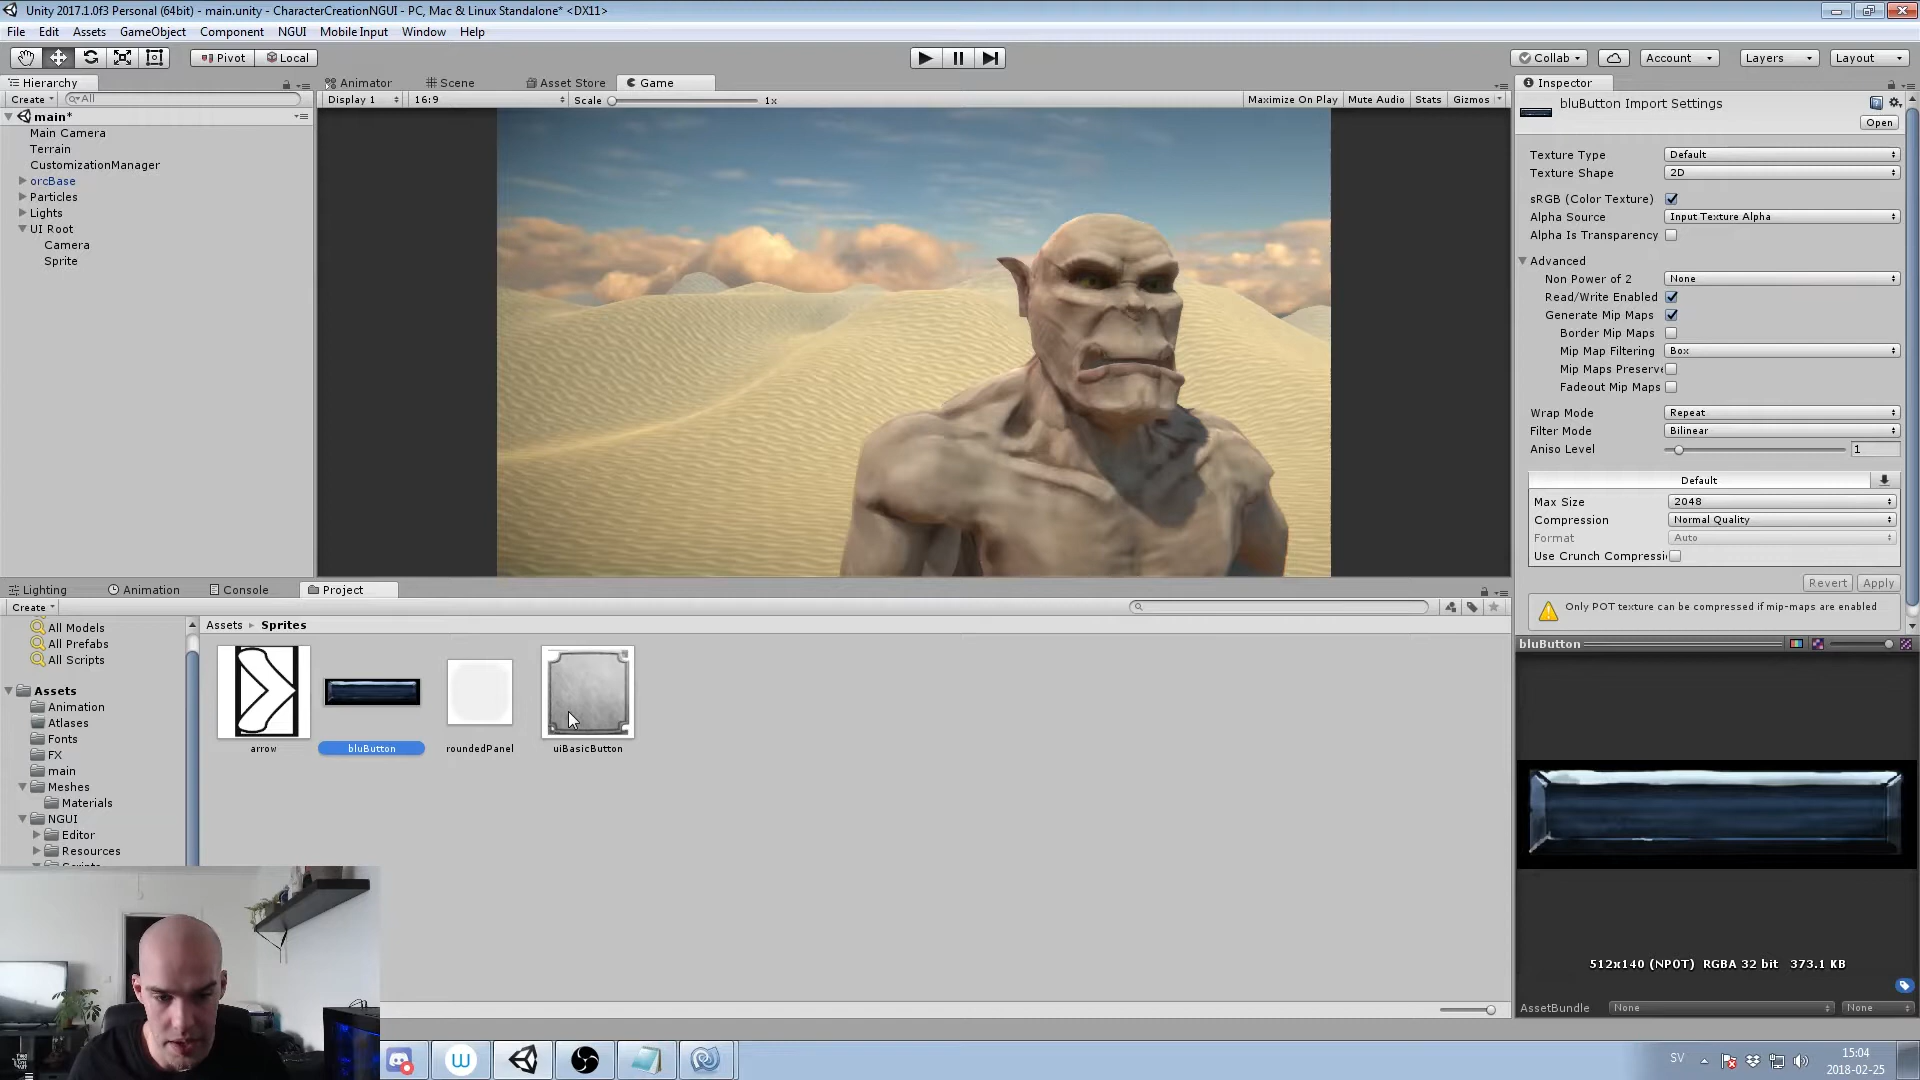 Unity 2017.1.0f3 Personal (64bit) - main.unity - CharacterCreationNGUI - PC, Mac & Linux Standalone* <DX11>
File Edit Assets GameObject Component NGUI Mobile Input Window Help
Pivot Local Collab Account Layers Layout
Hierarchy Animator Scene Asset Store Game Inspector
Create All Display 1 16:9 Scale 1x Maximize On Play Mute Audio Stats Gizmos
main*
Main Camera
Terrain
CustomizationManager
orcBase
Particles
Lights
UI Root
Camera
Sprite
bluButton Import Settings
Open
Texture Type Default
Texture Shape 2D
sRGB (Color Texture)
Alpha Source Input Texture Alpha
Alpha Is Transparency
Advanced
Non Power of 2 None
Read/Write Enabled
Generate Mip Maps
Border Mip Maps
Mip Map Filtering Box
Mip Maps Preserv
Fadeout Mip Maps
Wrap Mode Repeat
Filter Mode Bilinear
Aniso Level 1
Default
Max Size 2048
Compression Normal Quality
Format Auto
Use Crunch Compressi
Revert Apply
Only POT texture can be compressed if mip-maps are enabled
bluButton
512x140 (NPOT) RGBA 32 bit 373.1 KB
AssetBundle None None
Lighting Animation Console Project
Create
All Models
All Prefabs
All Scripts
Assets
Animation
Atlases
Fonts
FX
main
Meshes
Materials
NGUI
Editor
Resources
Assets Sprites
arrow bluButton roundedPanel uiBasicButton
SV 15:04
2018-02-25